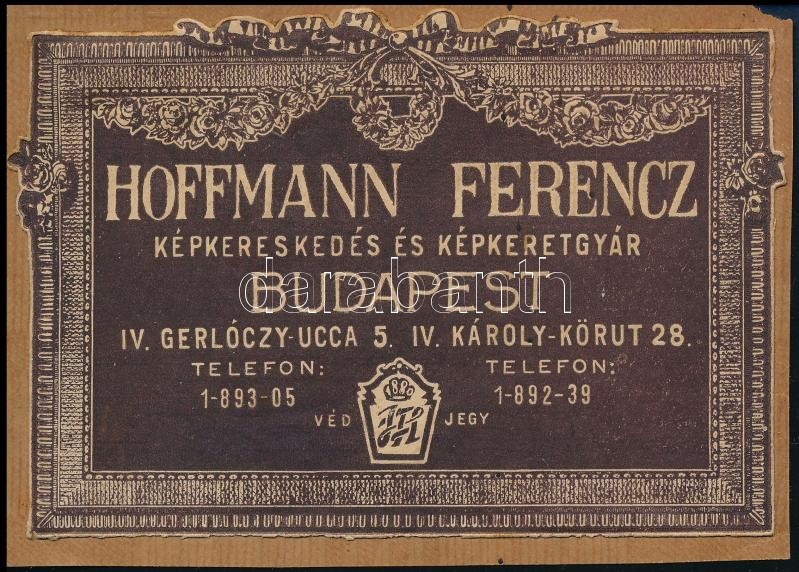 HOFFMANN FERENCZ
KÉPKERESKEDÉS ÉS KÉPKERETGYÁR
BUDAPEST
darabanth
IV. GERLÓCZY-UCCA 5. IV. KÁROLY-KÖRUT 28.
TELEFON: TELEFON:
1-893-05 1-892-39
VÉD JEGY